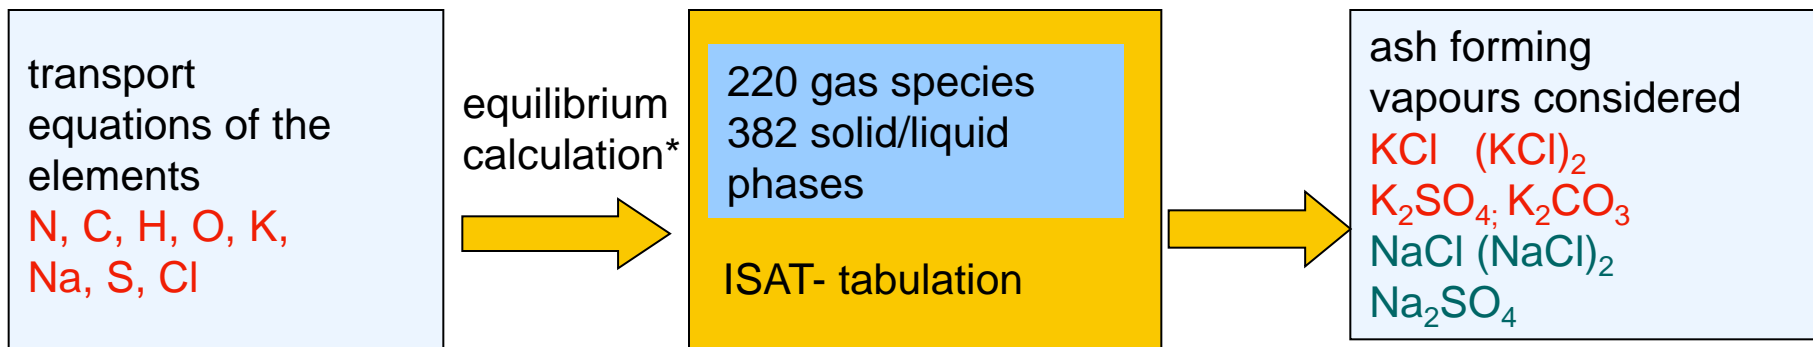 transport
equations of the
elements
N, C, H, O, K,
Na, S, Cl
equilibrium
calculation*
220 gas species
382 solid/liquid
phases
ISAT- tabulation
ash forming
vapours considered
KCl (KCl)₂
K₂SO₄; K₂CO₃
NaCl (NaCl)₂
Na₂SO₄